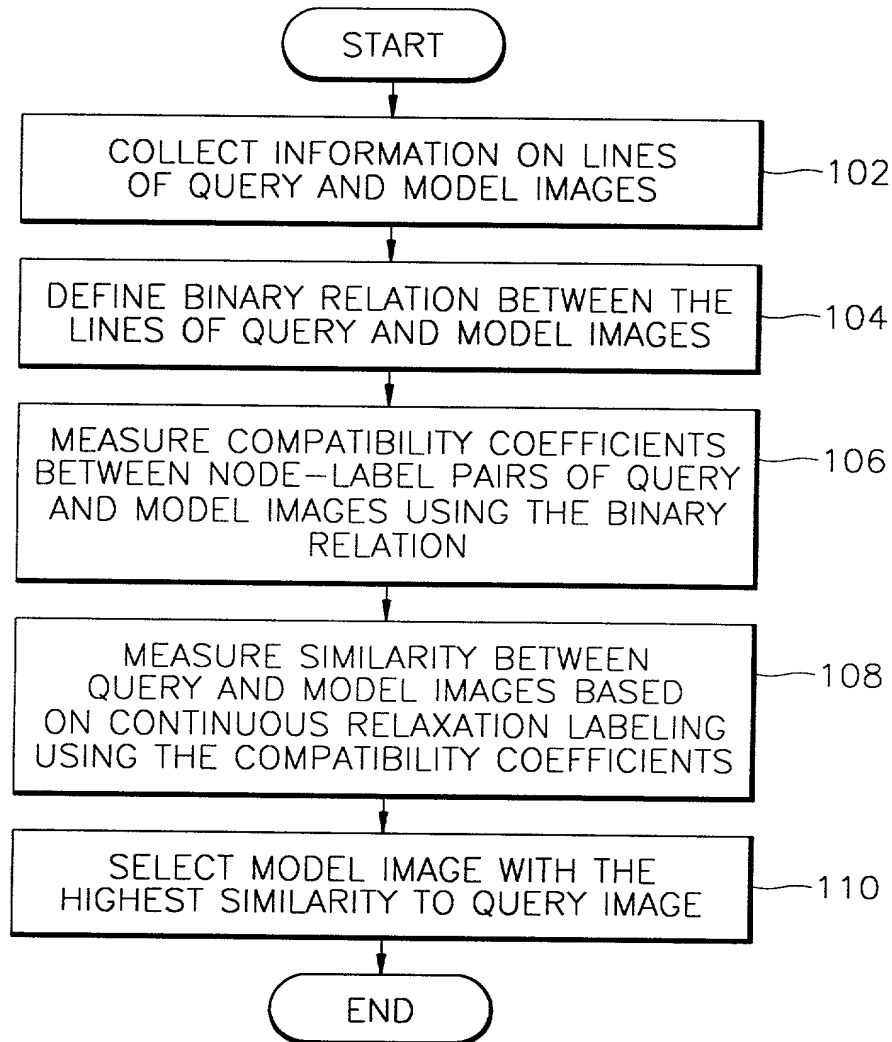 START
COLLECT INFORMATION ON LINES
OF QUERY AND MODEL IMAGES
102
DEFINE BINARY RELATION BETWEEN THE
LINES OF QUERY AND MODEL IMAGES
104
MEASURE COMPATIBILITY COEFFICIENTS
BETWEEN NODE-LABEL PAIRS OF QUERY
AND MODEL IMAGES USING THE BINARY
RELATION
106
MEASURE SIMILARITY BETWEEN
QUERY AND MODEL IMAGES BASED
ON CONTINUOUS RELAXATION LABELING
USING THE COMPATIBILITY COEFFICIENTS
108
SELECT MODEL IMAGE WITH THE
HIGHEST SIMILARITY TO QUERY IMAGE
110
END